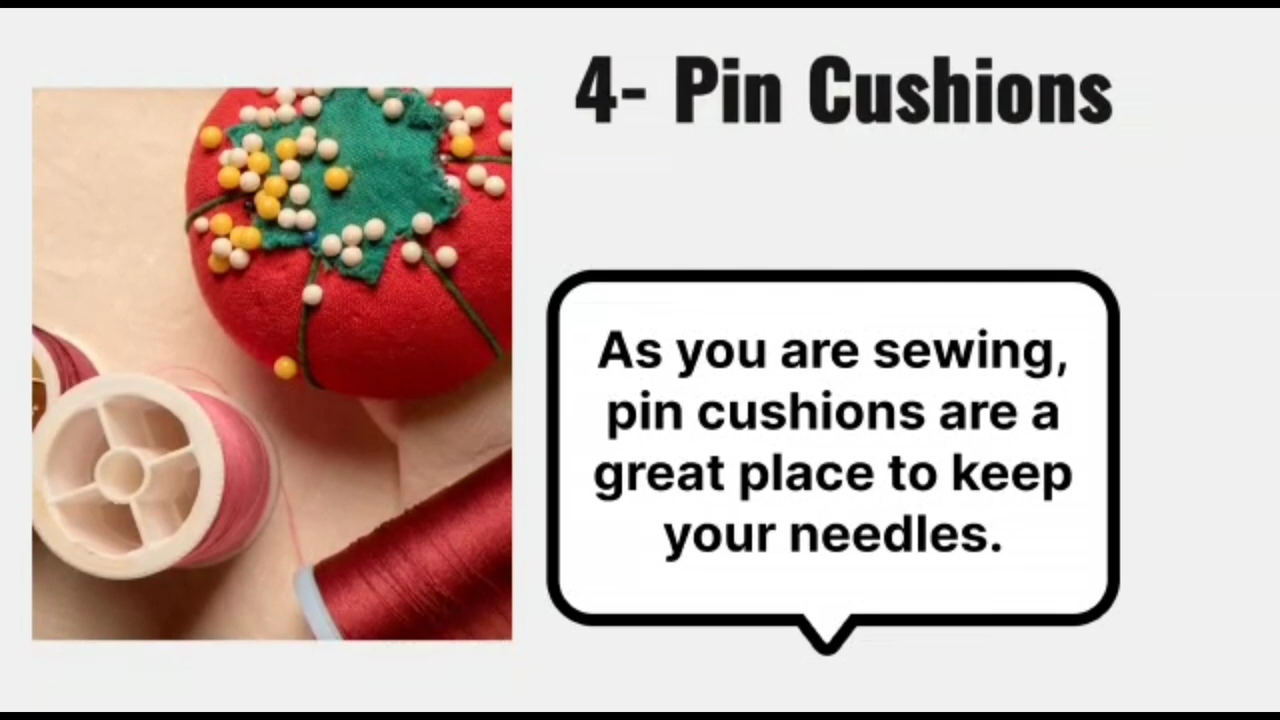 4- Pin Cushions
As you are sewing,
pin cushions are a
great place to keep
your needles.